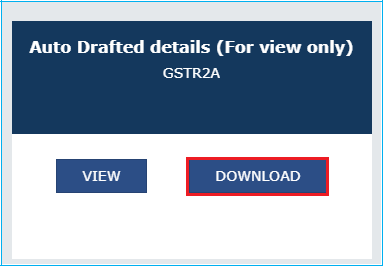 Auto Drafted details (For view only)
GSTR2A
VIEW
DOWNLOAD